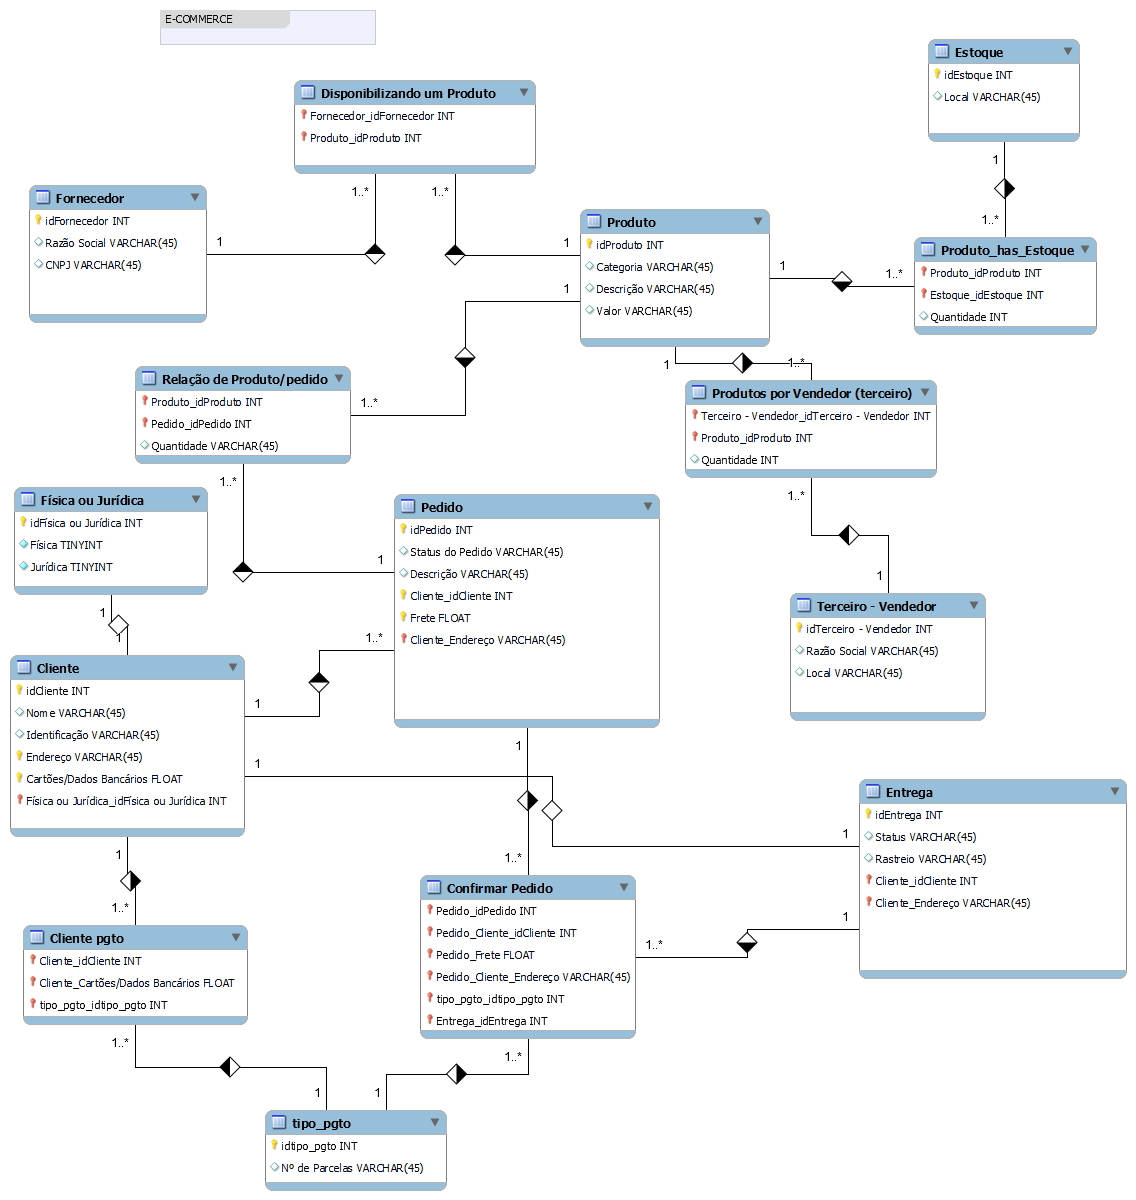 E-COMMERCE
Estoque
idEstoque INT
Local VARCHAR(45)
1
1..*
Disponibilizando um Produto
Fornecedor_idFornecedor INT
Produto_idProduto INT
1..*
1..*
Fornecedor
idFornecedor INT
Razão Social VARCHAR(45)
CNPJ VARCHAR(45)
1
Produto
idProduto INT
Categoria VARCHAR(45)
Descrição VARCHAR(45)
Valor VARCHAR(45)
1
1
1
1
Produto_has_Estoque
Produto_idProduto INT
Estoque_idEstoque INT
Quantidade INT
1..*
1..*
Relação de Produto/pedido
Produto_idProduto INT
Pedido_idPedido INT
Quantidade VARCHAR(45)
1..*
1..*
Produtos por Vendedor (terceiro)
Terceiro - Vendedor_idTerceiro - Vendedor INT
Produto_idProduto INT
Quantidade INT
1..*
1
Física ou Jurídica
idFísica ou Jurídica INT
Física TINYINT
Jurídica TINYINT
1
1
Pedido
idPedido INT
Status do Pedido VARCHAR(45)
Descrição VARCHAR(45)
Cliente_idCliente INT
Frete FLOAT
Cliente_Endereço VARCHAR(45)
1
1..*
1
Terceiro - Vendedor
idTerceiro - Vendedor INT
Razão Social VARCHAR(45)
Local VARCHAR(45)
Cliente
idCliente INT
Nome VARCHAR(45)
Identificação VARCHAR(45)
Endereço VARCHAR(45)
Cartões/Dados Bancários FLOAT
Física ou Jurídica_idFísica ou Jurídica INT
1
1
1
1..*
Entrega
idEntrega INT
Status VARCHAR(45)
Rastreio VARCHAR(45)
Cliente_idCliente INT
Cliente_Endereço VARCHAR(45)
1
1
1..*
Confirmar Pedido
Pedido_idPedido INT
Pedido_Cliente_idCliente INT
Pedido_Frete FLOAT
Pedido_Cliente_Endereço VARCHAR(45)
tipo_pgto_idtipo_pgto INT
Entrega_idEntrega INT
1..*
1..*
Cliente pgto
Cliente_idCliente INT
Cliente_Cartões/Dados Bancários FLOAT
tipo_pgto_idtipo_pgto INT
1..*
1
1
tipo_pgto
idtipo_pgto INT
Nº de Parcelas VARCHAR(45)